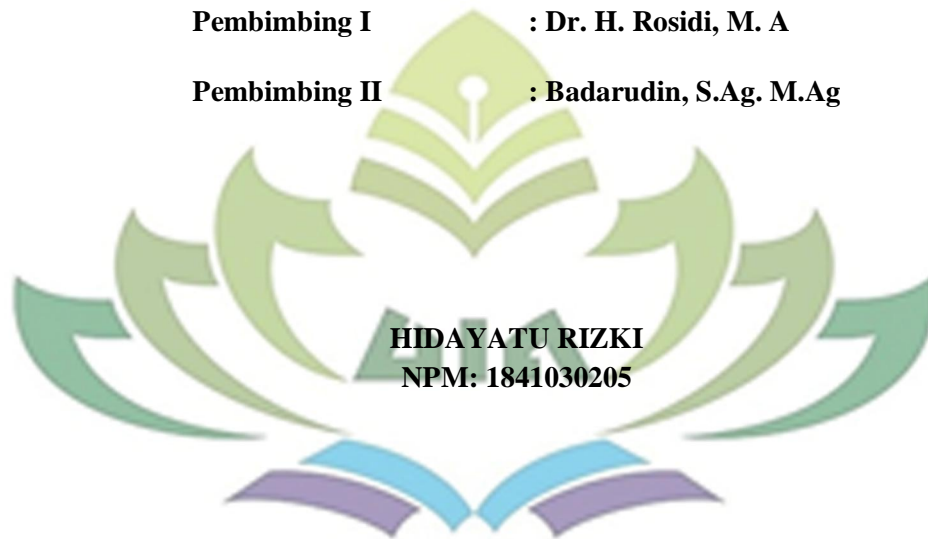 Pembimbing I : Dr. H. Rosidi, M. A
Pembimbing II : Badarudin, S.Ag. M.Ag
HIDAYATU RIZKI
NPM: 1841030205